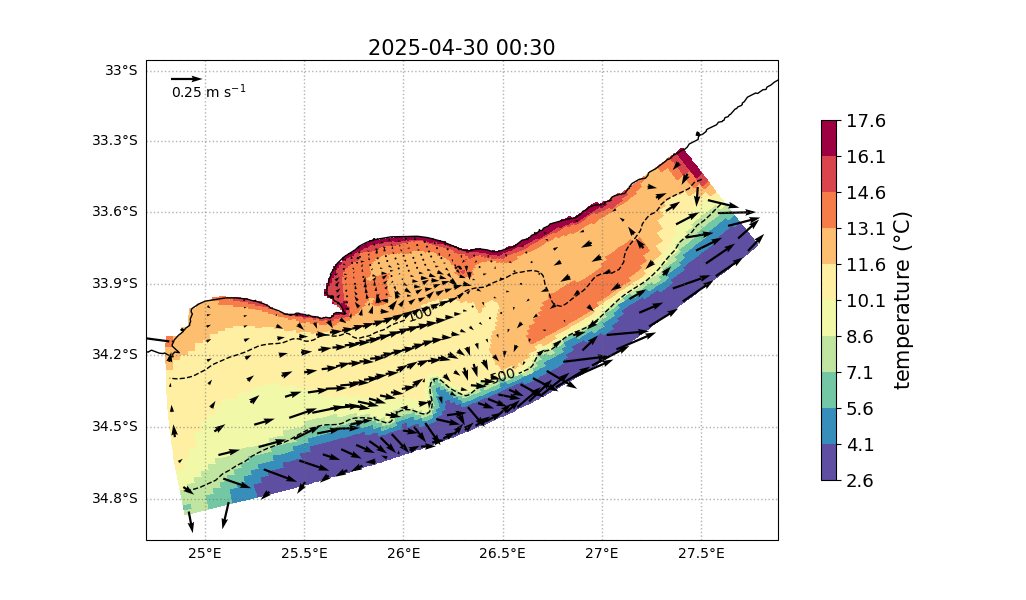 2025-04-30 00:30
33°S
33.3°S
33.6°S
33.9°S
34.2°S
34.5°S
34.8°S
0.25 m s⁻¹
100
500
25°E
25.5°E
26°E
26.5°E
27°E
27.5°E
17.6
16.1
14.6
13.1
11.6
10.1
8.6
7.1
5.6
4.1
2.6
temperature (°C)